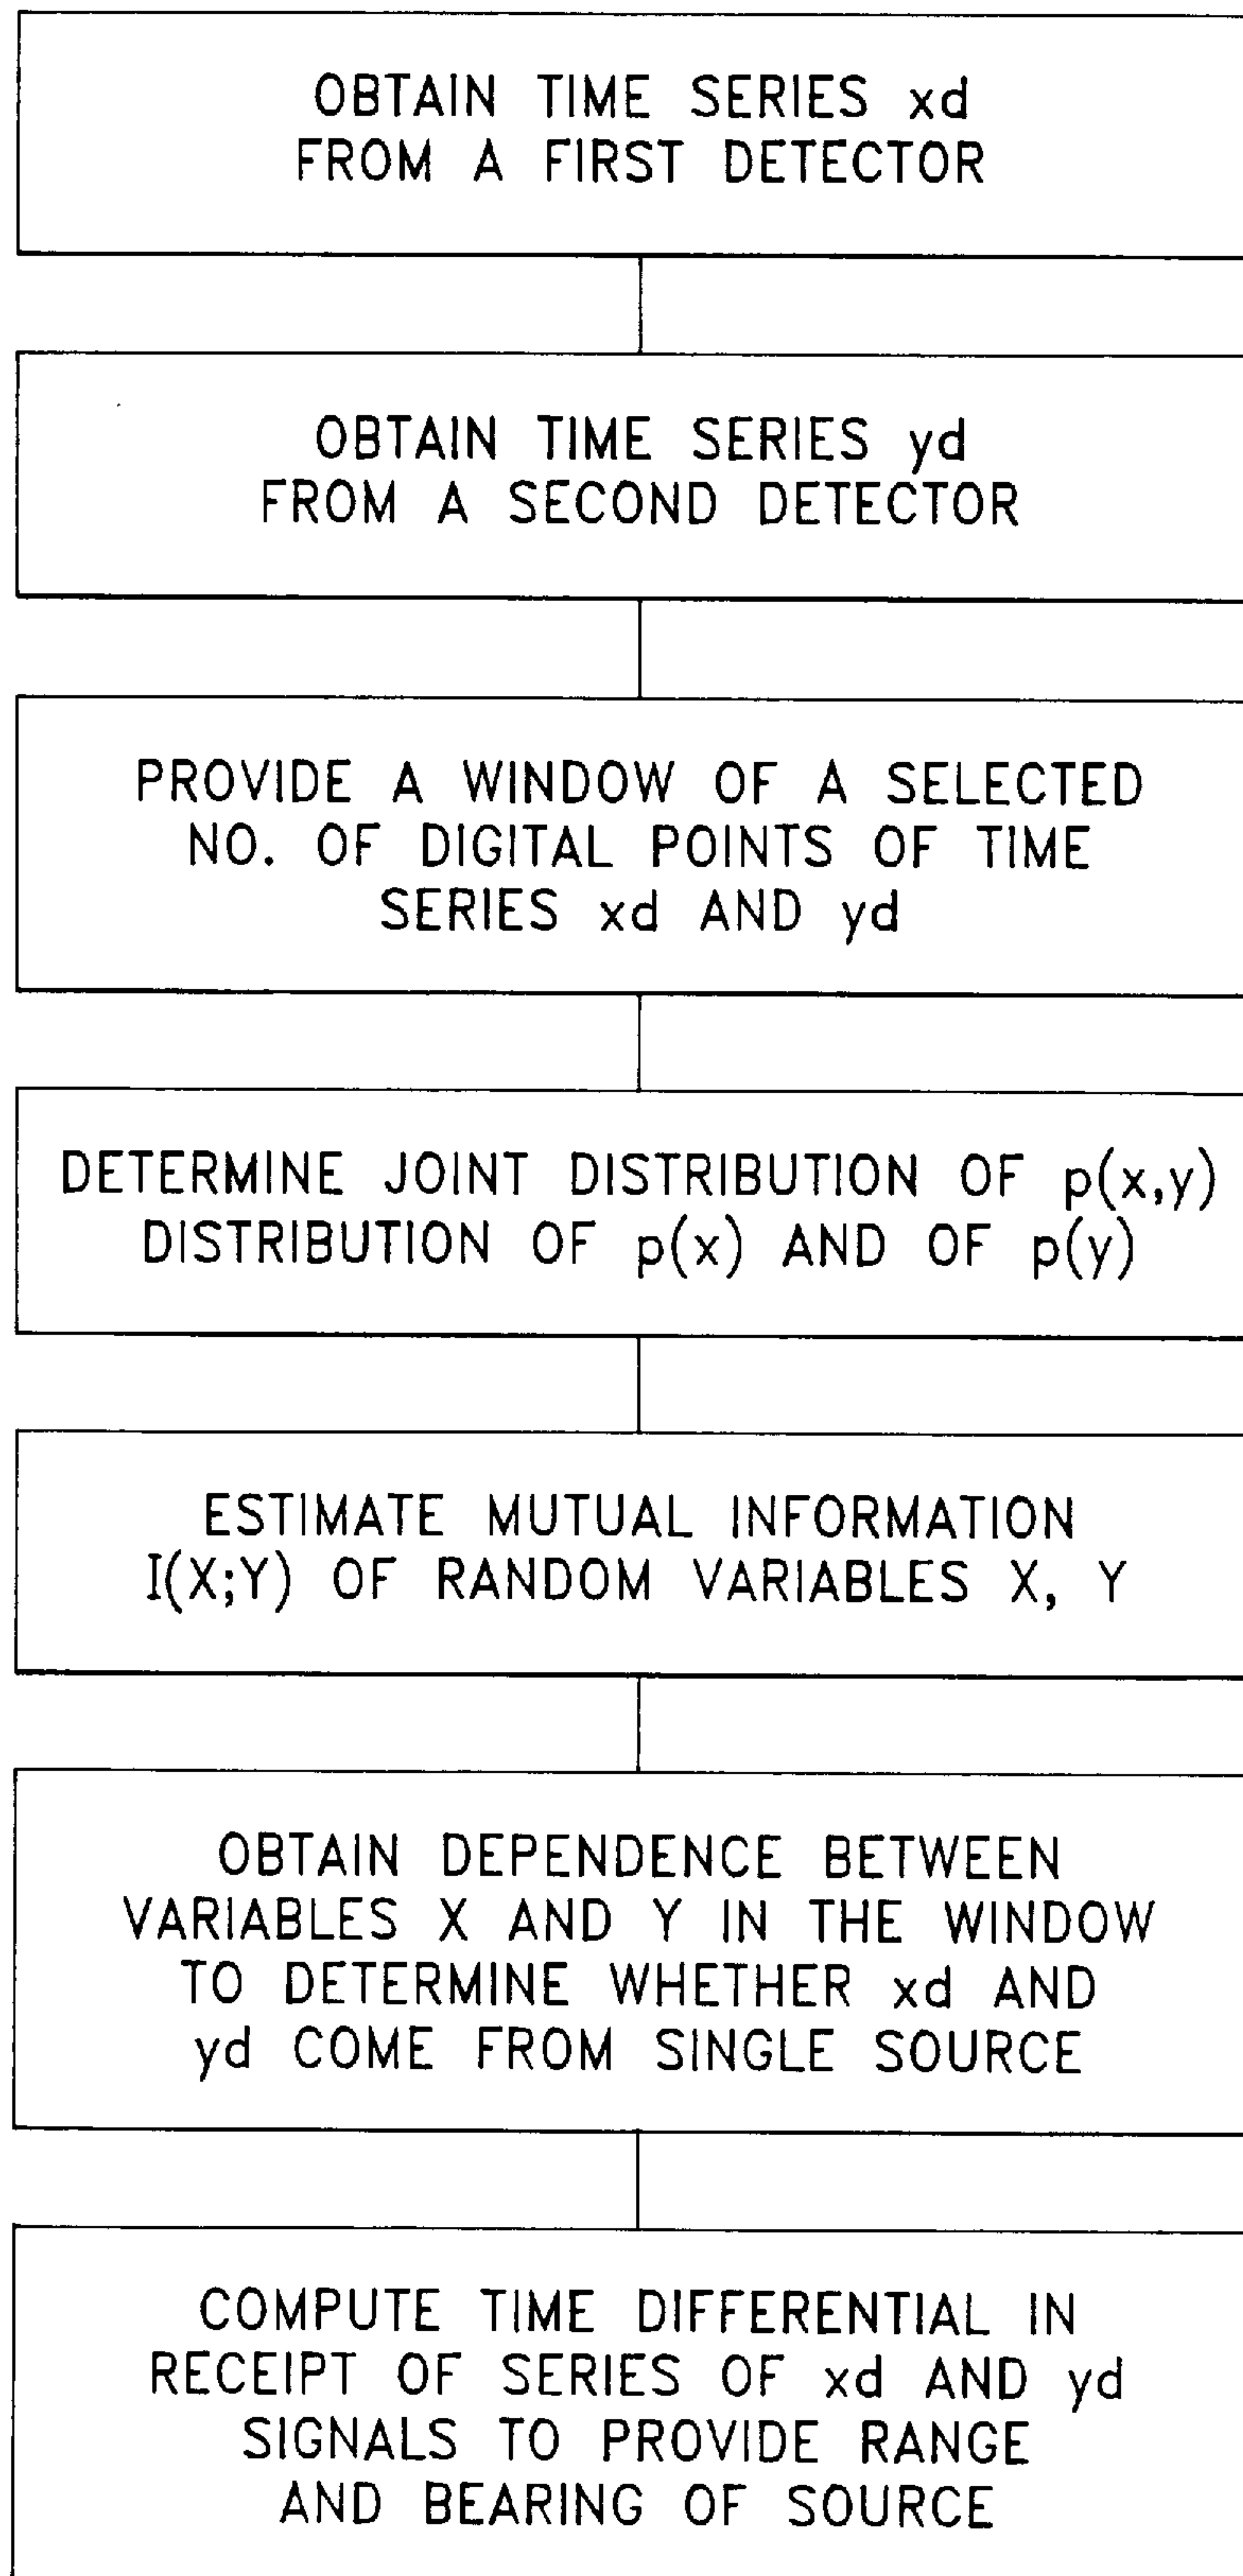 OBTAIN TIME SERIES xd
FROM A FIRST DETECTOR
OBTAIN TIME SERIES yd
FROM A SECOND DETECTOR
PROVIDE A WINDOW OF A SELECTED
NO. OF DIGITAL POINTS OF TIME
SERIES xd AND yd
DETERMINE JOINT DISTRIBUTION OF p(x,y)
DISTRIBUTION OF p(x) AND OF p(y)
ESTIMATE MUTUAL INFORMATION
I(X;Y) OF RANDOM VARIABLES X, Y
OBTAIN DEPENDENCE BETWEEN
VARIABLES X AND Y IN THE WINDOW
TO DETERMINE WHETHER xd AND
yd COME FROM SINGLE SOURCE
COMPUTE TIME DIFFERENTIAL IN
RECEIPT OF SERIES OF xd AND yd
SIGNALS TO PROVIDE RANGE
AND BEARING OF SOURCE